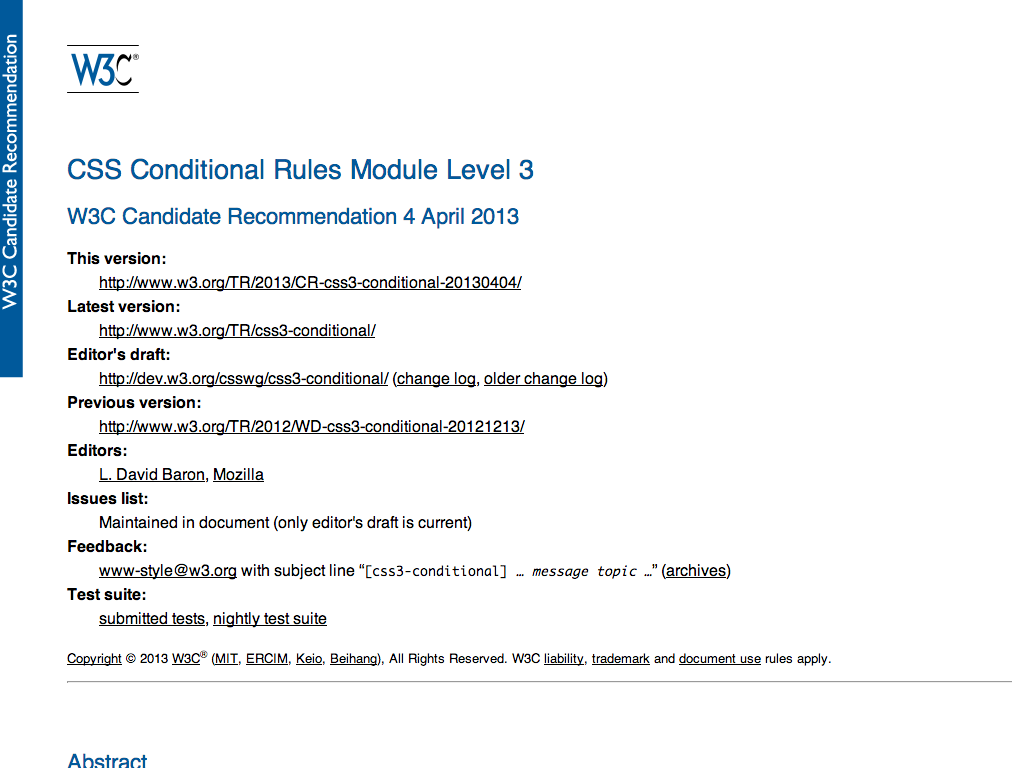 W3C Candidate Recommendation
W3C®
CSS Conditional Rules Module Level 3
W3C Candidate Recommendation 4 April 2013
This version:
http://www.w3.org/TR/2013/CR-css3-conditional-20130404/
Latest version:
http://www.w3.org/TR/css3-conditional/
Editor's draft:
http://dev.w3.org/csswg/css3-conditional/ (change log, older change log)
Previous version:
http://www.w3.org/TR/2012/WD-css3-conditional-20121213/
Editors:
L. David Baron, Mozilla
Issues list:
Maintained in document (only editor's draft is current)
Feedback:
www-style@w3.org with subject line “[css3-conditional] … message topic …” (archives)
Test suite:
submitted tests, nightly test suite
Copyright © 2013 W3C® (MIT, ERCIM, Keio, Beihang), All Rights Reserved. W3C liability, trademark and document use rules apply.
Abstract